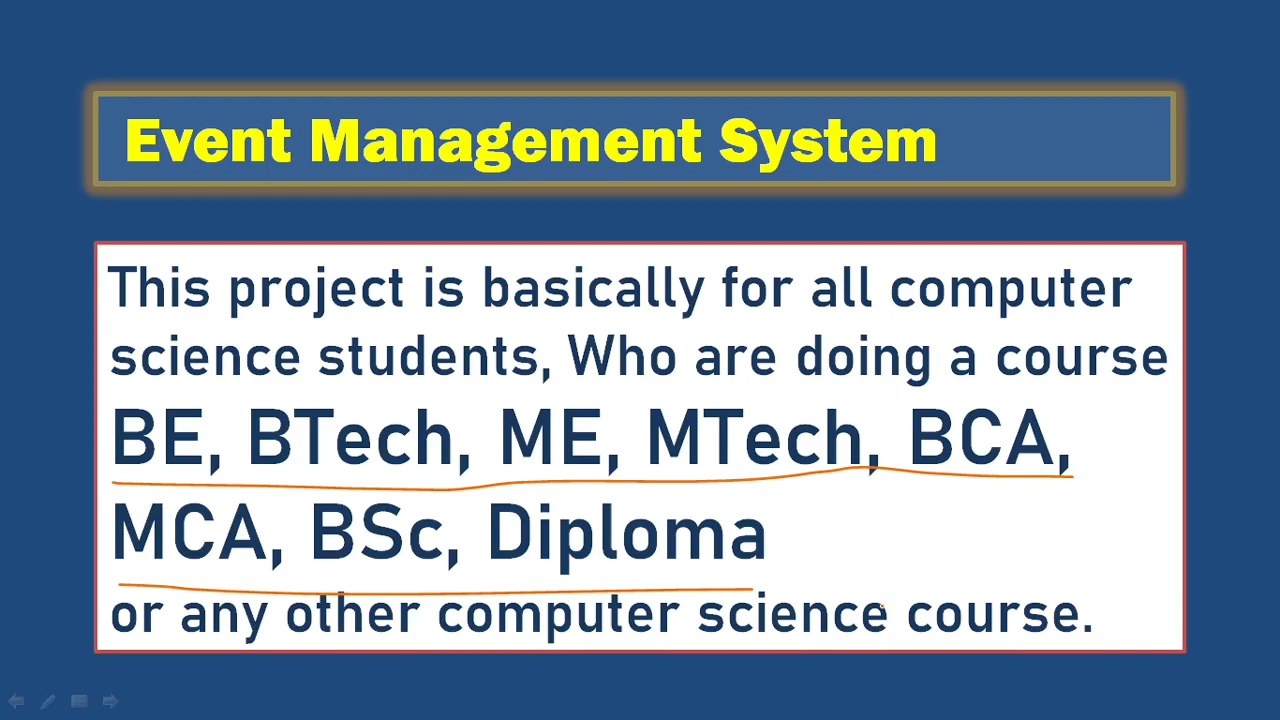 Event Management System
This project is basically for all computer
science students, Who are doing a course
BE, BTech, ME, MTech, BCA,
MCA, BSc, Diploma
or any other computer science course.